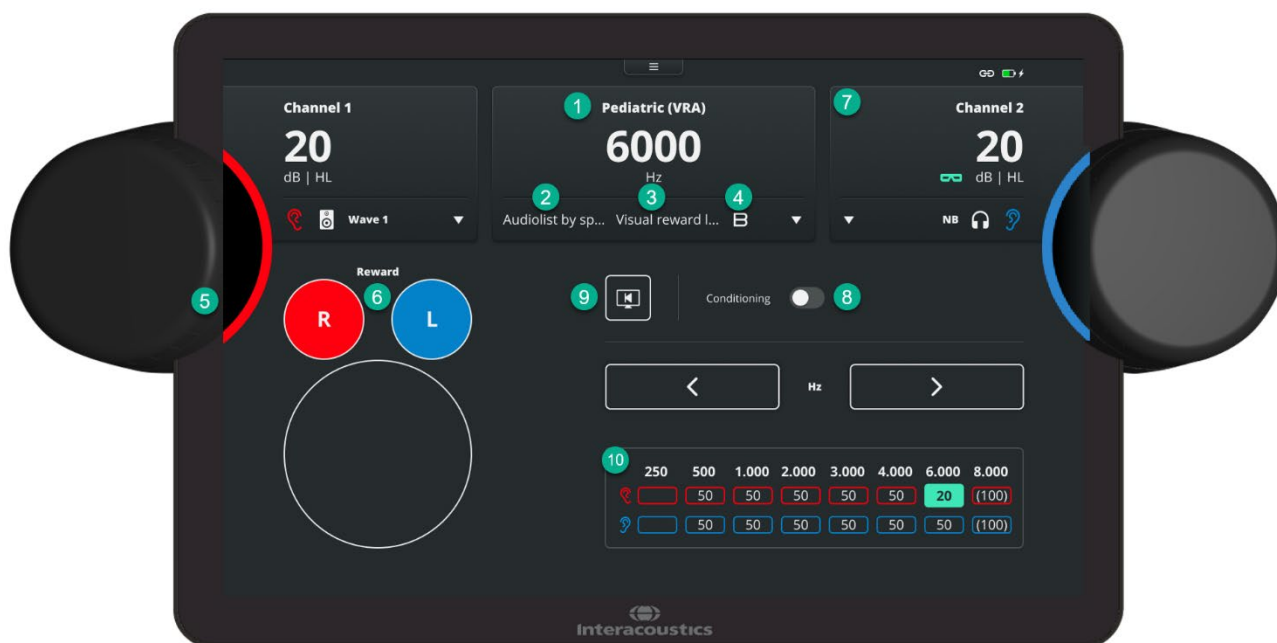 Channel 1
20
dB | HL
Wave 1
1
Pediatric (VRA)
6000
Hz
2
3
4
Audiolist by sp...
Visual reward l...
7
Channel 2
20
dB | HL
NB
5
Reward
6
R
L
9
Conditioning
8
<
Hz
>
10
250 500 1.000 2.000 3.000 4.000 6.000 8.000
50 50 50 50 50 20 (100)
50 50 50 50 50 50 (100)
Interacoustics